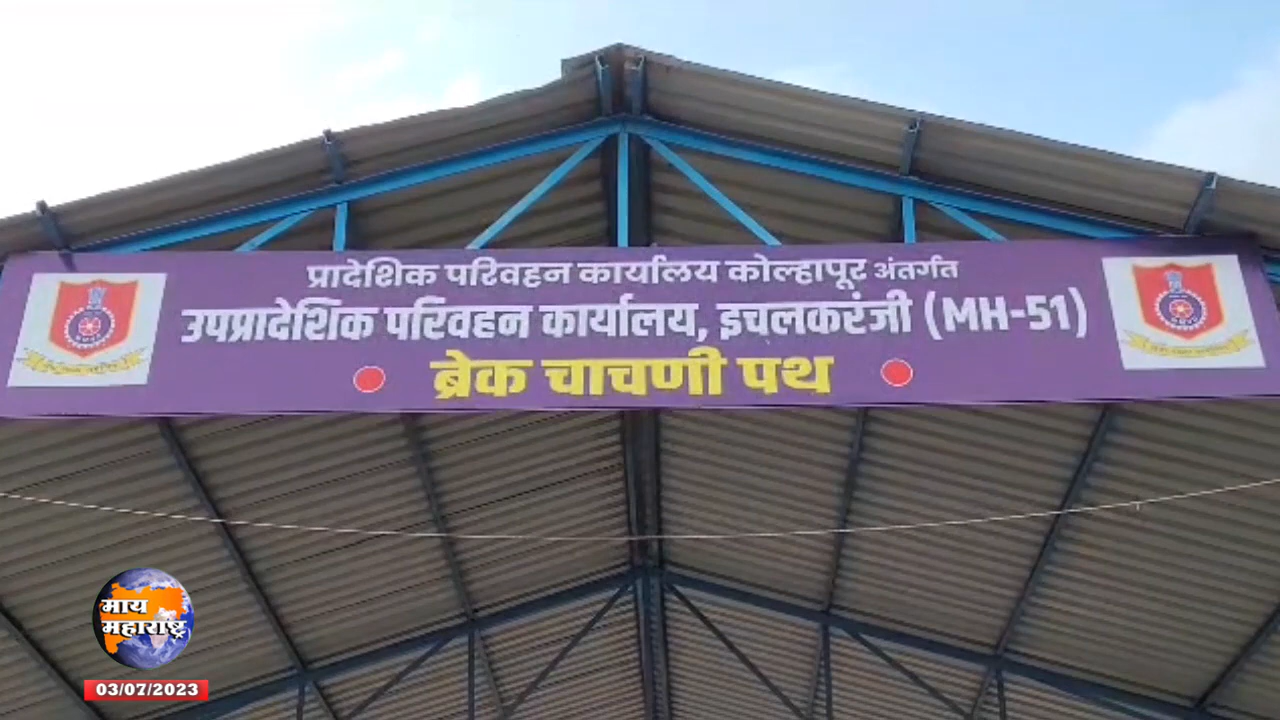 प्रादेशिक परिवहन कार्यालय कोल्हापूर अंतर्गत
उपप्रादेशिक परिवहन कार्यालय, इचलकरंजी (MH-51)
ब्रेक चाचणी पथ
माय
महाराष्ट्र
03/07/2023